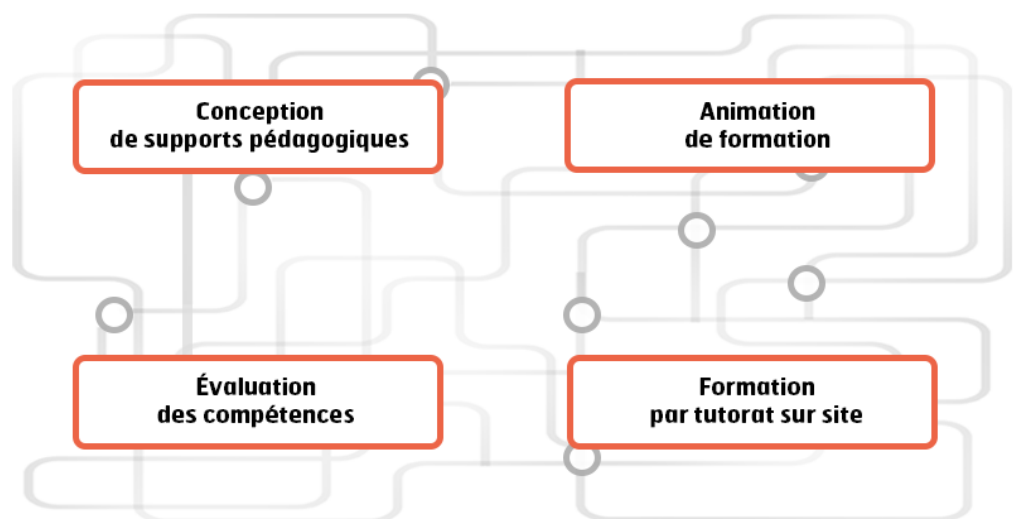 Conception
de supports pédagogiques
Animation
de formation
Évaluation
des compétences
Formation
par tutorat sur site